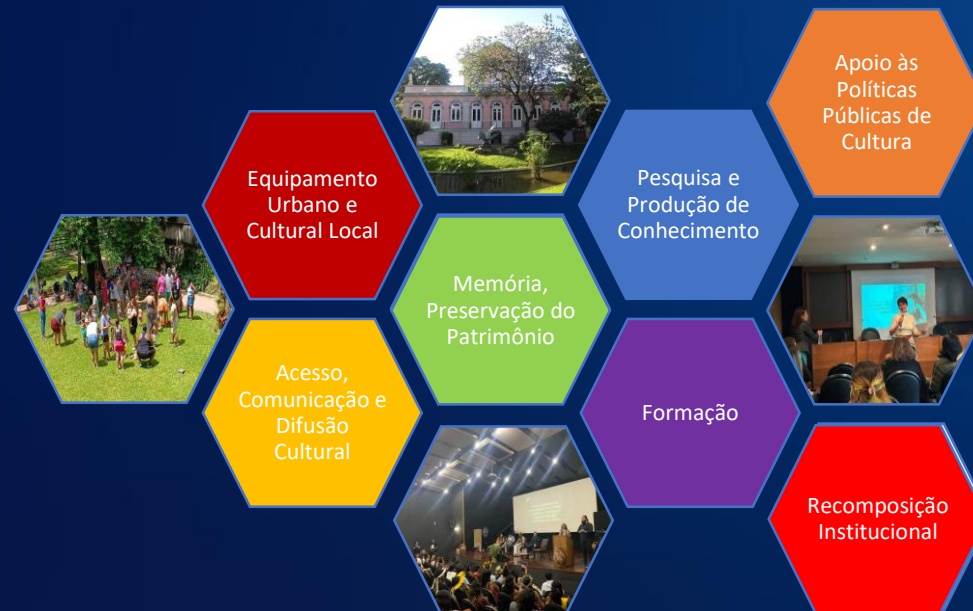 Equipamento
Urbano e
Cultural Local
Acesso,
Comunicação e
Difusão
Cultural
Memória,
Preservação do
Patrimônio
Pesquisa e
Produção de
Conhecimento
Formação
Apoio às
Políticas
Públicas de
Cultura
Recomposição
Institucional